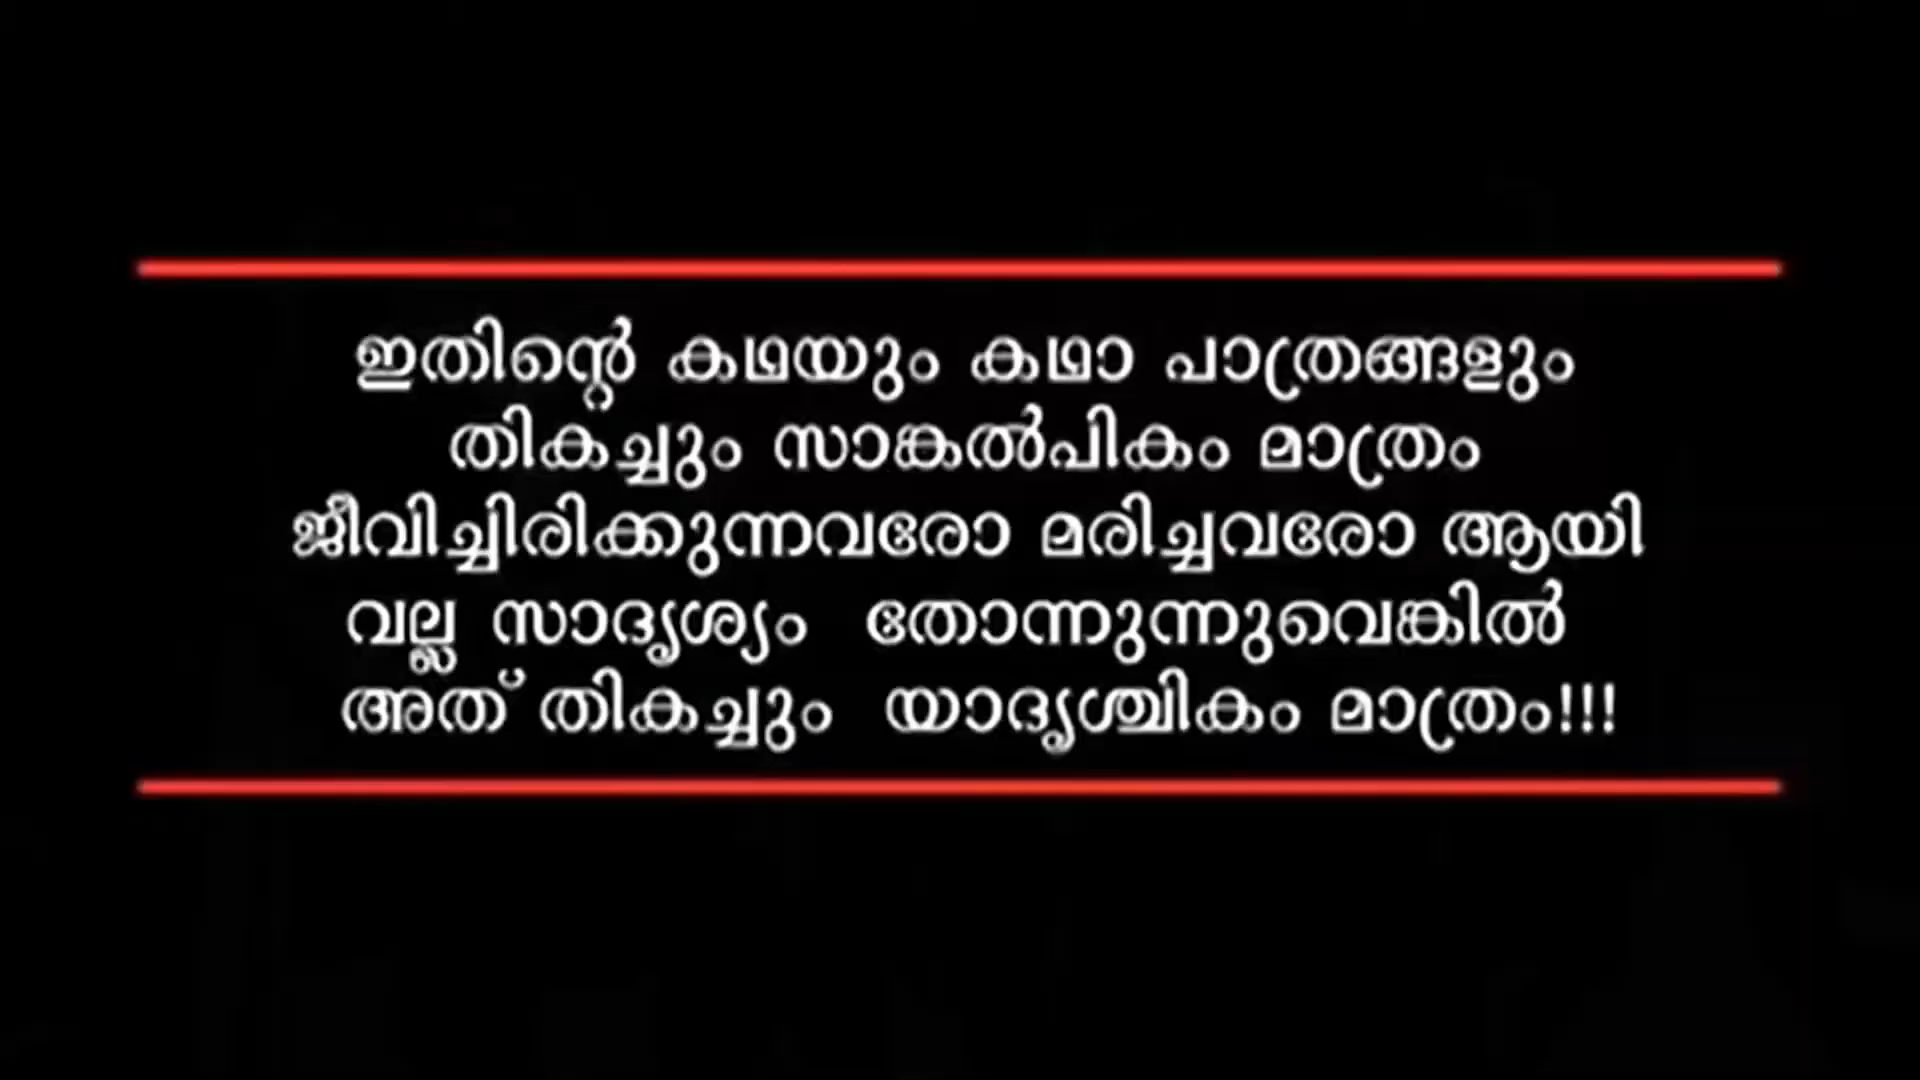 ഇതിന്റെ കഥയും കഥാ പാത്രങ്ങളും
തികച്ചും സാങ്കൽപികം മാത്രം
ജീവിച്ചിരിക്കുന്നവരോ മരിച്ചവരോ ആയി
വല്ല സാദൃശ്യം തോന്നുന്നുവെങ്കിൽ
അത് തികച്ചും യാദൃശ്ചികം മാത്രം!!!